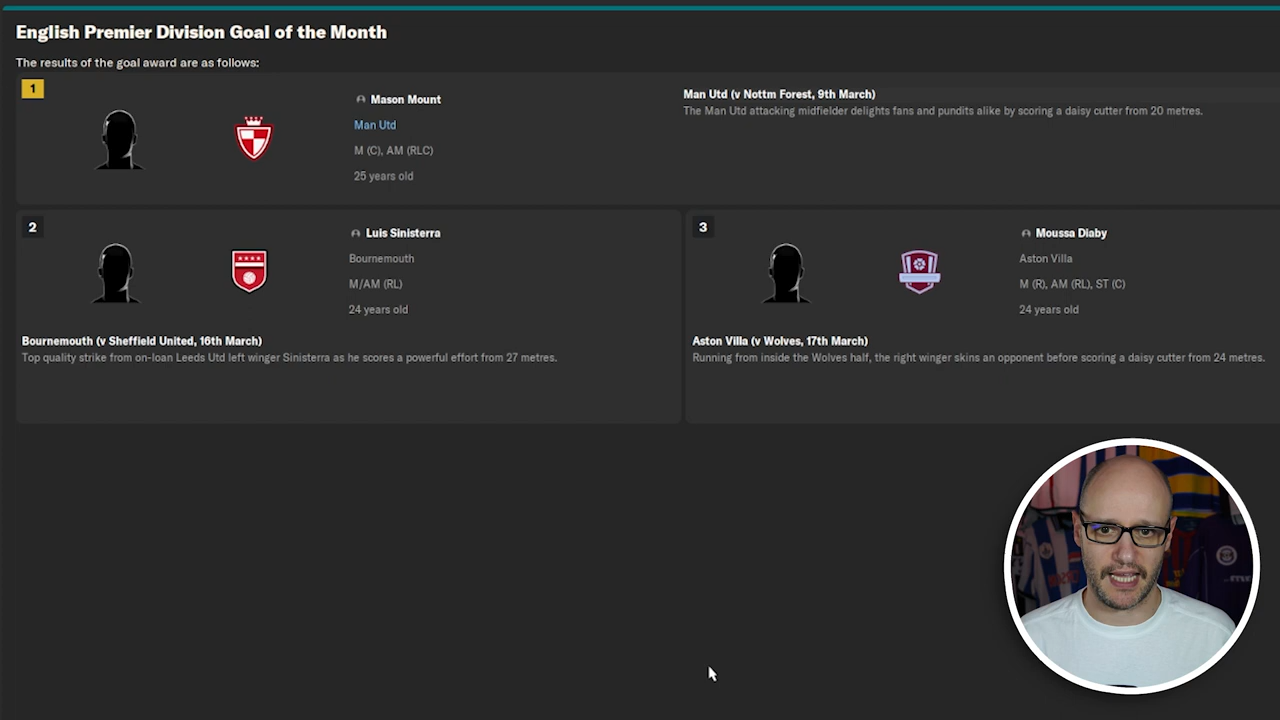 English Premier Division Goal of the Month
The results of the goal award are as follows:
1
Mason Mount
Man Utd
M (C), AM (RLC)
25 years old
Man Utd (v Nottm Forest, 9th March)
The Man Utd attacking midfielder delights fans and pundits alike by scoring a daisy cutter from 20 metres.
2
Luis Sinisterra
Bournemouth
M/AM (RL)
24 years old
Bournemouth (v Sheffield United, 16th March)
Top quality strike from on-loan Leeds Utd left winger Sinisterra as he scores a powerful effort from 27 metres.
3
Moussa Diaby
Aston Villa
M (R), AM (RL), ST (C)
24 years old
Aston Villa (v Wolves, 17th March)
Running from inside the Wolves half, the right winger skins an opponent before scoring a daisy cutter from 24 metres.